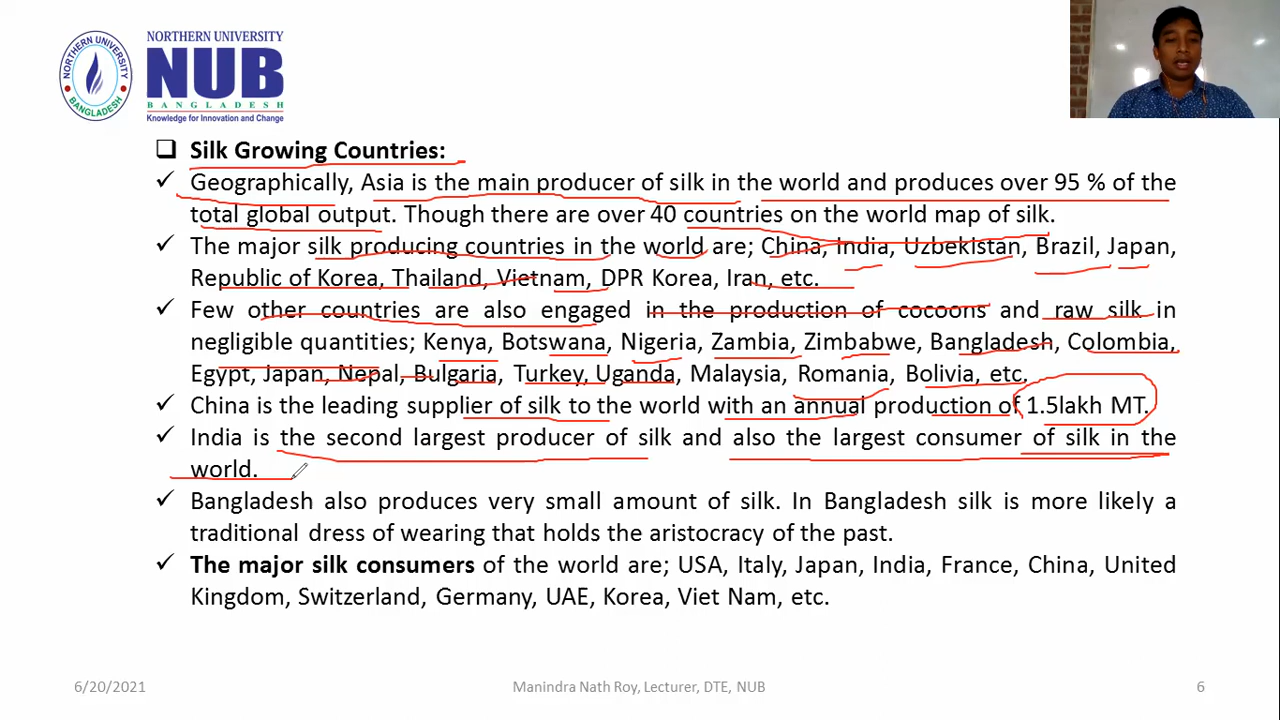 NORTHERN UNIVERSITY
NUB
BANGLADESH
Knowledge for Innovation and Change
NORTHERN UNIVERSITY
BANGLADESH
Silk Growing Countries:
Geographically, Asia is the main producer of silk in the world and produces over 95 % of the
total global output. Though there are over 40 countries on the world map of silk.
The major silk producing countries in the world are; China, India, Uzbekistan, Brazil, Japan,
Republic of Korea, Thailand, Vietnam, DPR Korea, Iran, etc.
Few other countries are also engaged in the production of cocoons and raw silk in
negligible quantities; Kenya, Botswana, Nigeria, Zambia, Zimbabwe, Bangladesh, Colombia,
Egypt, Japan, Nepal, Bulgaria, Turkey, Uganda, Malaysia, Romania, Bolivia, etc.
China is the leading supplier of silk to the world with an annual production of 1.5lakh MT.
India is the second largest producer of silk and also the largest consumer of silk in the
world.
Bangladesh also produces very small amount of silk. In Bangladesh silk is more likely a
traditional dress of wearing that holds the aristocracy of the past.
The major silk consumers of the world are; USA, Italy, Japan, India, France, China, United
Kingdom, Switzerland, Germany, UAE, Korea, Viet Nam, etc.
6/20/2021
Manindra Nath Roy, Lecturer, DTE, NUB
6